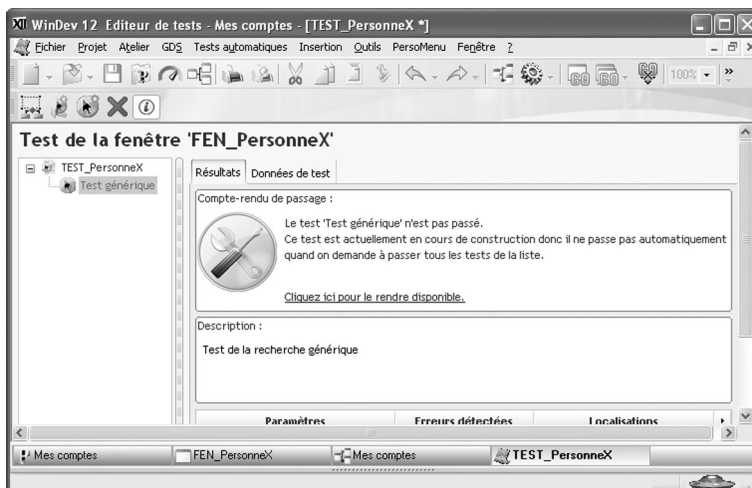 WinDev 12 Editeur de tests - Mes comptes - [TEST_PersonneX *]
Fichier Projet Atelier GDS Tests automatiques Insertion Outils PersoMenu Fenêtre ?
GO GO GO 100%
Test de la fenêtre 'FEN_PersonneX'
TEST_PersonneX
Test générique
Résultats Données de test
Compte-rendu de passage :
Le test 'Test générique' n'est pas passé.
Ce test est actuellement en cours de construction donc il ne passe pas automatiquement
quand on demande à passer tous les tests de la liste.
Cliquez ici pour le rendre disponible.
Description :
Test de la recherche générique
Paramètres Erreurs détectées Localisations
Mes comptes FEN_PersonneX Mes comptes TEST_PersonneX